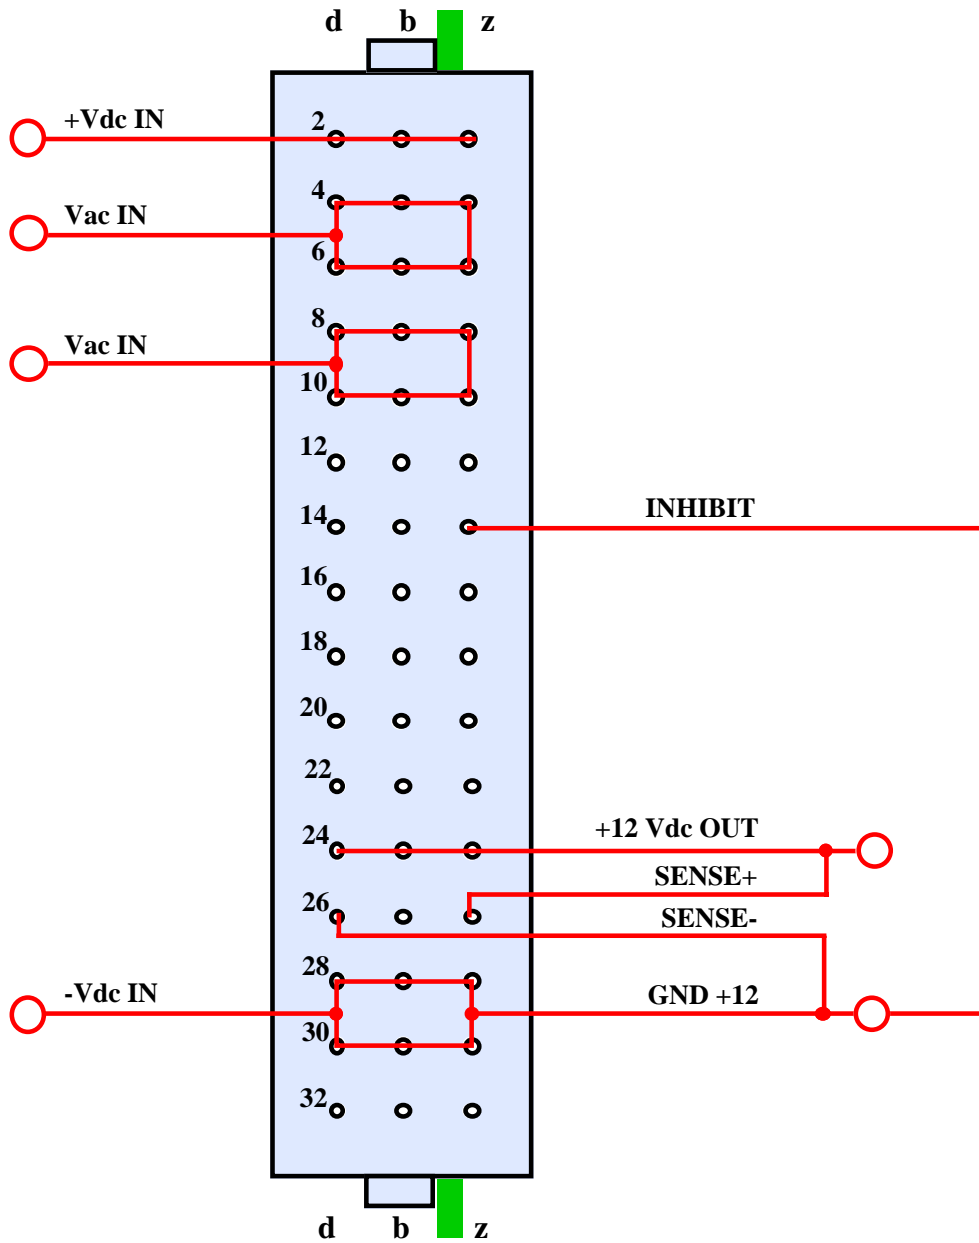 d b z
+Vdc IN
2
4
Vac IN
6
8
Vac IN
10
12
14
INHIBIT
16
18
20
22
24
+12 Vdc OUT
SENSE+
26
SENSE-
28
-Vdc IN
GND +12
30
32
d b z